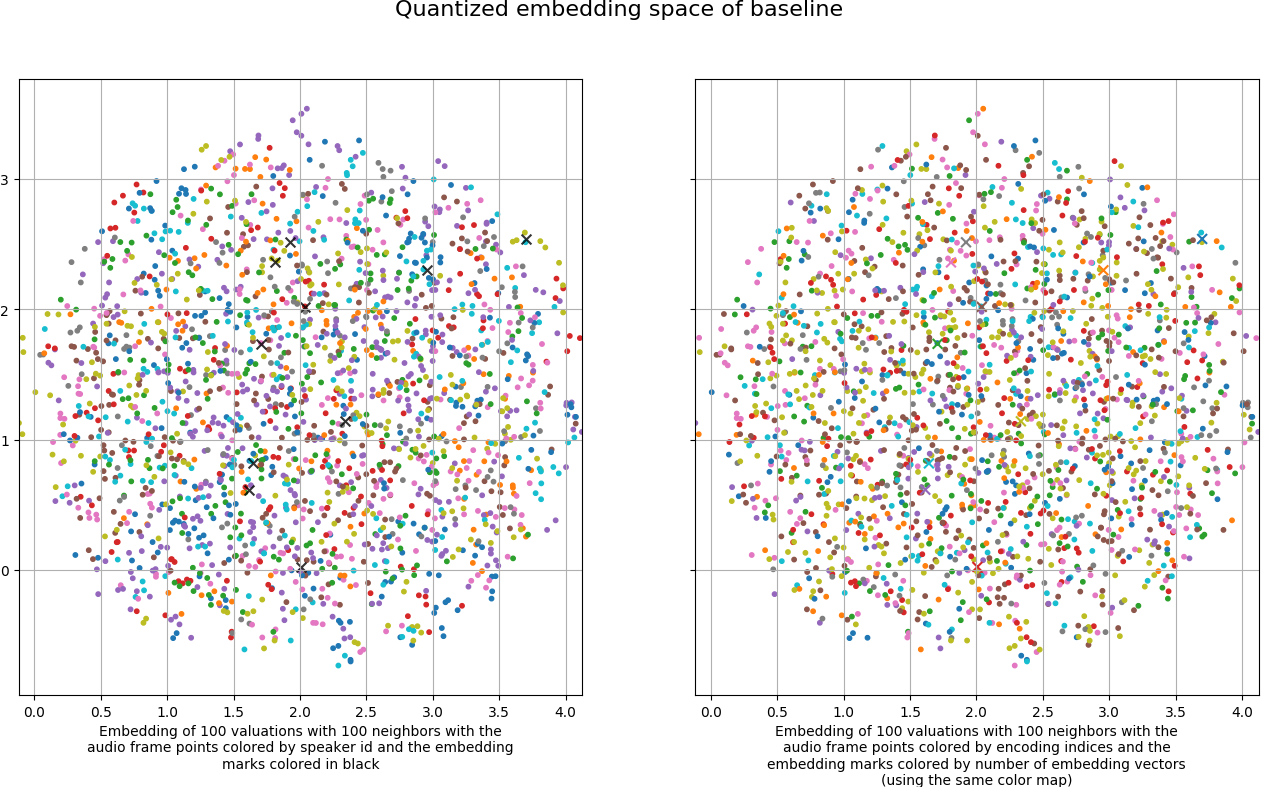 Quantized embedding space of baseline
3
2
1
0
0.0 0.5 1.0 1.5 2.0 2.5 3.0 3.5 4.0
0.0 0.5 1.0 1.5 2.0 2.5 3.0 3.5 4.0
Embedding of 100 valuations with 100 neighbors with the
audio frame points colored by speaker id and the embedding
marks colored in black
Embedding of 100 valuations with 100 neighbors with the
audio frame points colored by encoding indices and the
embedding marks colored by number of embedding vectors
(using the same color map)